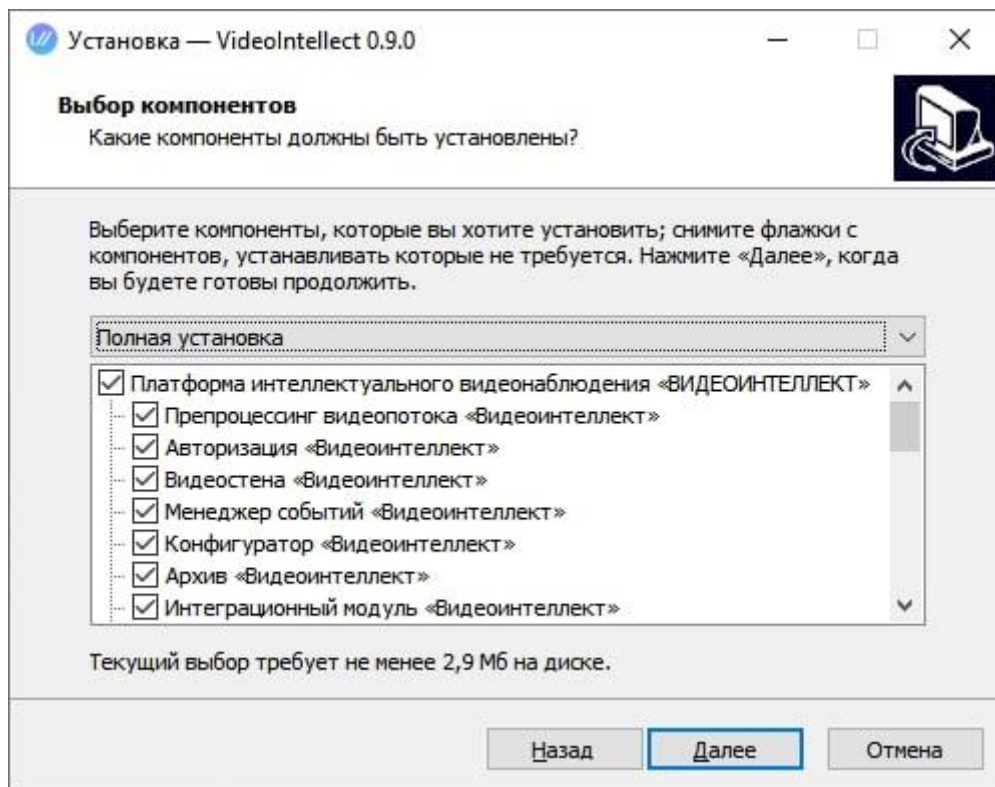 Установка — VideoIntellect 0.9.0
Выбор компонентов
Какие компоненты должны быть установлены?
Выберите компоненты, которые вы хотите установить; снимите флажки с
компонентов, устанавливать которые не требуется. Нажмите «Далее», когда
вы будете готовы продолжить.
Полная установка
Платформа интеллектуального видеонаблюдения «ВИДЕОИНТЕЛЛЕКТ»
Препроцессинг видеопотока «Видеоинтеллект»
Авторизация «Видеоинтеллект»
Видеостена «Видеоинтеллект»
Менеджер событий «Видеоинтеллект»
Конфигуратор «Видеоинтеллект»
Архив «Видеоинтеллект»
Интеграционный модуль «Видеоинтеллект»
Текущий выбор требует не менее 2,9 Мб на диске.
Назад
Далее
Отмена